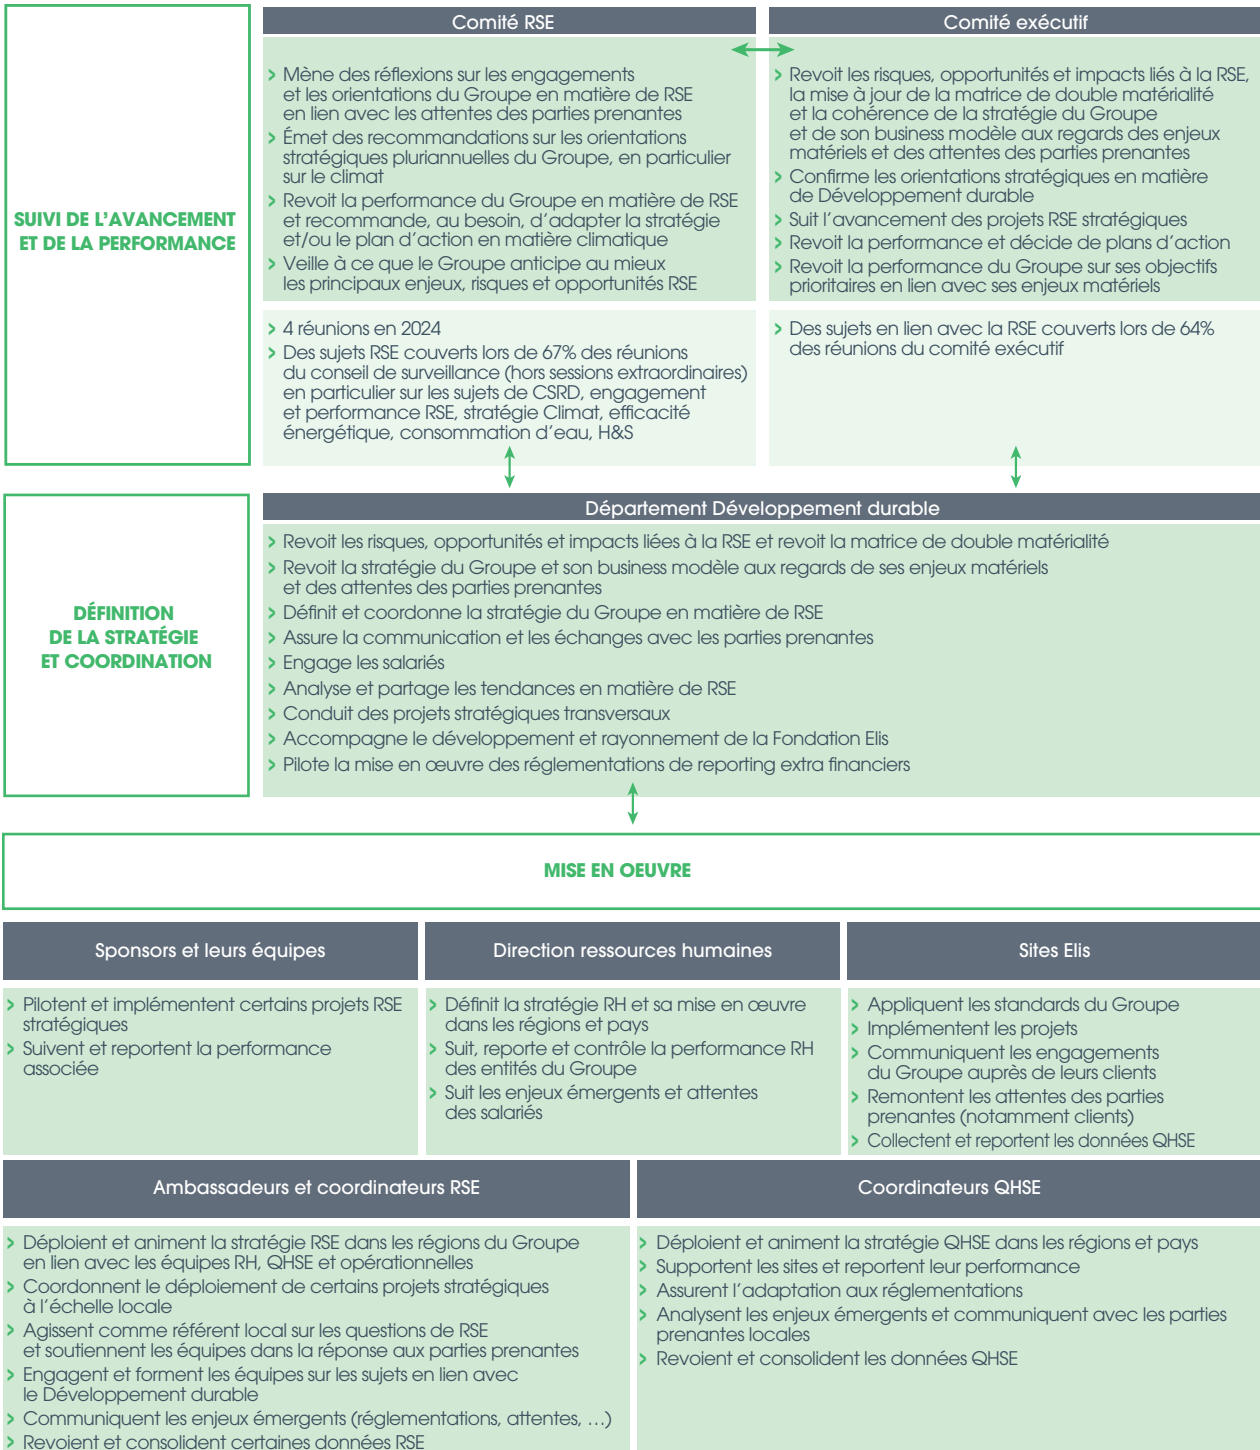 SUIVI DE L'AVANCEMENT
ET DE LA PERFORMANCE
Comité RSE
> Mène des réflexions sur les engagements
et les orientations du Groupe en matière de RSE
en lien avec les attentes des parties prenantes
> Émet des recommandations sur les orientations
stratégiques pluriannuelles du Groupe, en particulier
sur le climat
> Revoit la performance du Groupe en matière de RSE
et recommande, au besoin, d'adapter la stratégie
et/ou le plan d'action en matière climatique
> Veille à ce que le Groupe anticipe au mieux
les principaux enjeux, risques et opportunités RSE
> 4 réunions en 2024
> Des sujets RSE couverts lors de 67% des réunions
du conseil de surveillance (hors sessions extraordinaires)
en particulier sur les sujets de CSRD, engagement
et performance RSE, stratégie Climat, efficacité
énergétique, consommation d'eau, H&S
Comité exécutif
> Revoit les risques, opportunités et impacts liés à la RSE,
la mise à jour de la matrice de double matérialité
et la cohérence de la stratégie du Groupe
et de son business modèle aux regards des enjeux
matériels et des attentes des parties prenantes
> Confirme les orientations stratégiques en matière
de Développement durable
> Suit l'avancement des projets RSE stratégiques
> Revoit la performance et décide de plans d'action
> Revoit la performance du Groupe sur ses objectifs
prioritaires en lien avec ses enjeux matériels
> Des sujets en lien avec la RSE couverts lors de 64%
des réunions du comité exécutif
DÉFINITION
DE LA STRATÉGIE
ET COORDINATION
Département Développement durable
> Revoit les risques, opportunités et impacts liées à la RSE et revoit la matrice de double matérialité
> Revoit la stratégie du Groupe et son business modèle aux regards de ses enjeux matériels
et des attentes des parties prenantes
> Définit et coordonne la stratégie du Groupe en matière de RSE
> Assure la communication et les échanges avec les parties prenantes
> Engage les salariés
> Analyse et partage les tendances en matière de RSE
> Conduit des projets stratégiques transversaux
> Accompagne le développement et rayonnement de la Fondation Elis
> Pilote la mise en œuvre des réglementations de reporting extra financiers
MISE EN OEUVRE
Sponsors et leurs équipes
> Pilotent et implémentent certains projets RSE
stratégiques
> Suivent et reportent la performance
associée
Direction ressources humaines
> Définit la stratégie RH et sa mise en œuvre
dans les régions et pays
> Suit, reporte et contrôle la performance RH
des entités du Groupe
> Suit les enjeux émergents et attentes
des salariés
Sites Elis
> Appliquent les standards du Groupe
> Implémentent les projets
> Communiquent les engagements
du Groupe auprès de leurs clients
> Remontent les attentes des parties
prenantes (notamment clients)
> Collectent et reportent les données QHSE
Ambassadeurs et coordinateurs RSE
> Déploient et animent la stratégie RSE dans les régions du Groupe
en lien avec les équipes RH, QHSE et opérationnelles
> Coordonnent le déploiement de certains projets stratégiques
à l'échelle locale
> Agissent comme référent local sur les questions de RSE
et soutiennent les équipes dans la réponse aux parties prenantes
> Engagent et forment les équipes sur les sujets en lien avec
le Développement durable
> Communiquent les enjeux émergents (réglementations, attentes, …)
> Revoient et consolident certaines données RSE
Coordinateurs QHSE
> Déploient et animent la stratégie QHSE dans les régions et pays
> Supportent les sites et reportent leur performance
> Assurent l'adaptation aux réglementations
> Analysent les enjeux émergents et communiquent avec les parties
prenantes locales
> Revoient et consolident les données QHSE